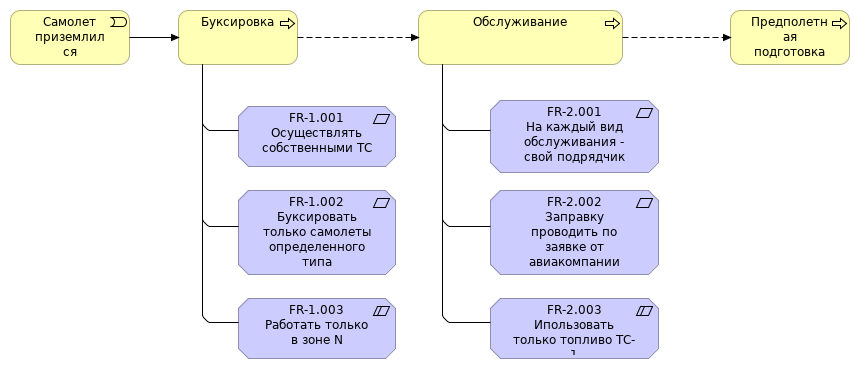 Самолет
приземлил
ся
Буксировка
Обслуживание
Предполетн
ая
подготовка
FR-1.001
Осуществлять
собственными ТС
FR-1.002
Буксировать
только самолеты
определенного
типа
FR-1.003
Работать только
в зоне N
FR-2.001
На каждый вид
обслуживания -
свой подрядчик
FR-2.002
Заправку
проводить по
заявке от
авиакомпании
FR-2.003
Ипользовать
только топливо ТС-
1